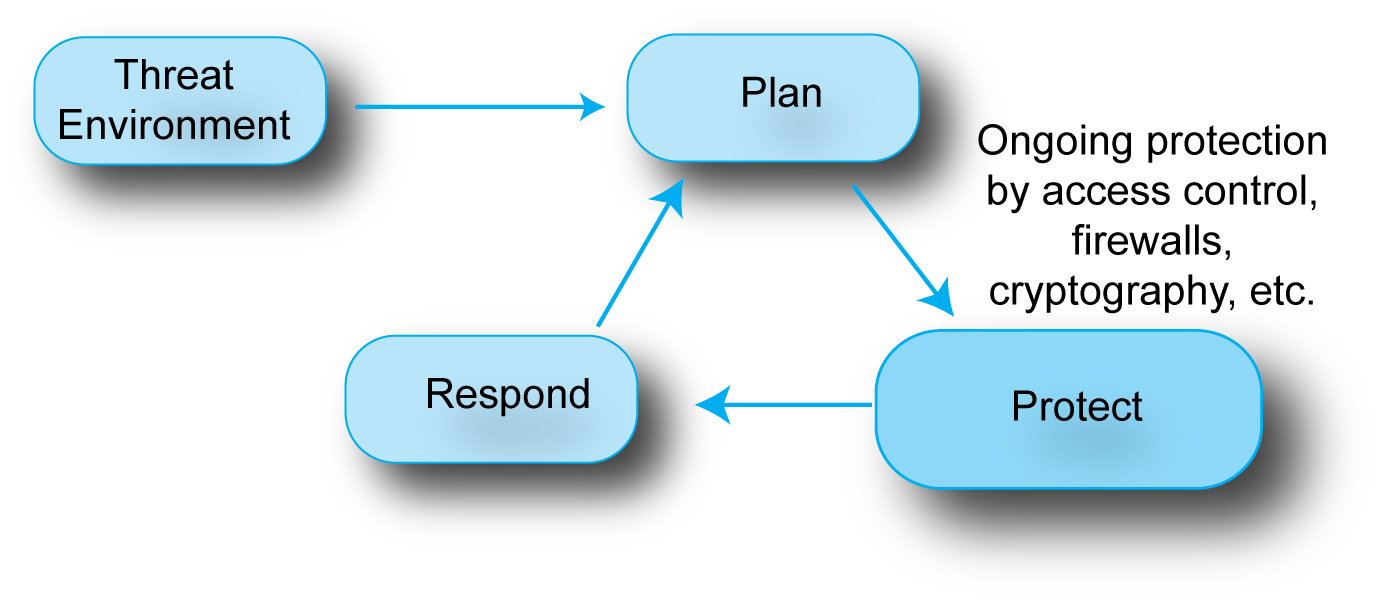 Threat
Environment
Plan
Ongoing protection
by access control,
firewalls,
cryptography, etc.
Respond
Protect